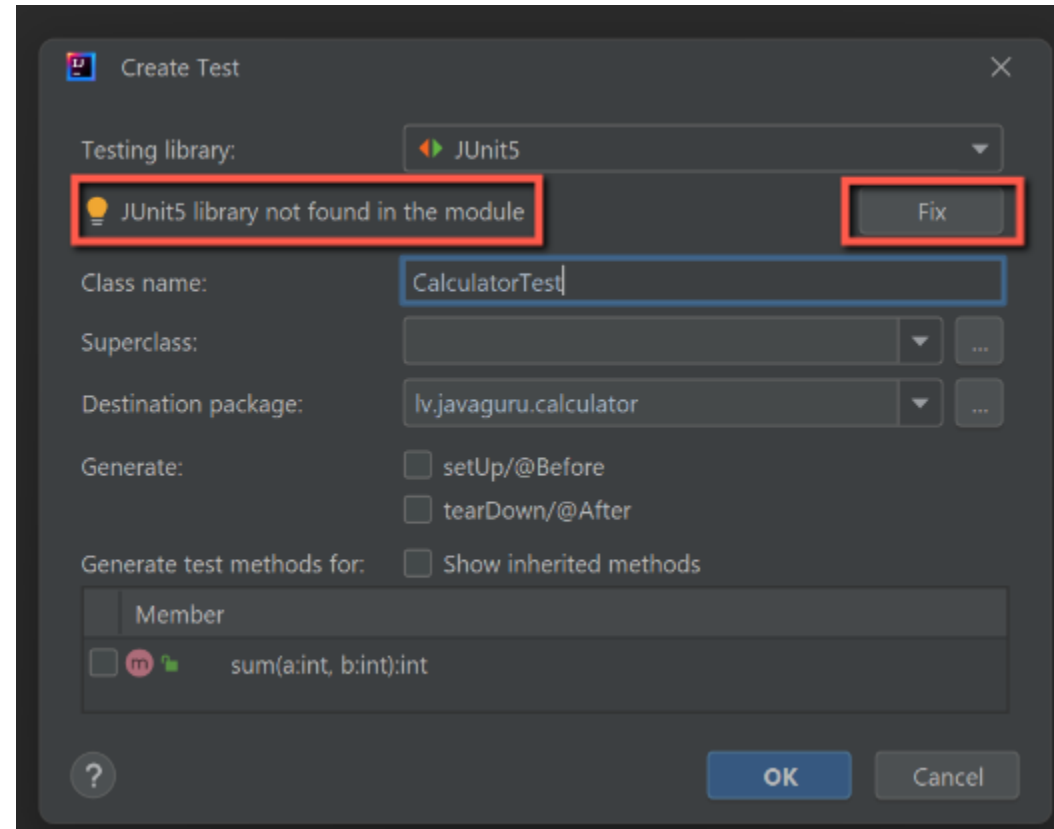 Create Test
Testing library: JUnit5
JUnit5 library not found in the module Fix
Class name: CalculatorTest
Superclass: ...
Destination package: lv.javaguru.calculator ...
Generate: setUp/@Before
tearDown/@After
Generate test methods for: Show inherited methods
Member
m sum(a:int, b:int):int
? OK Cancel